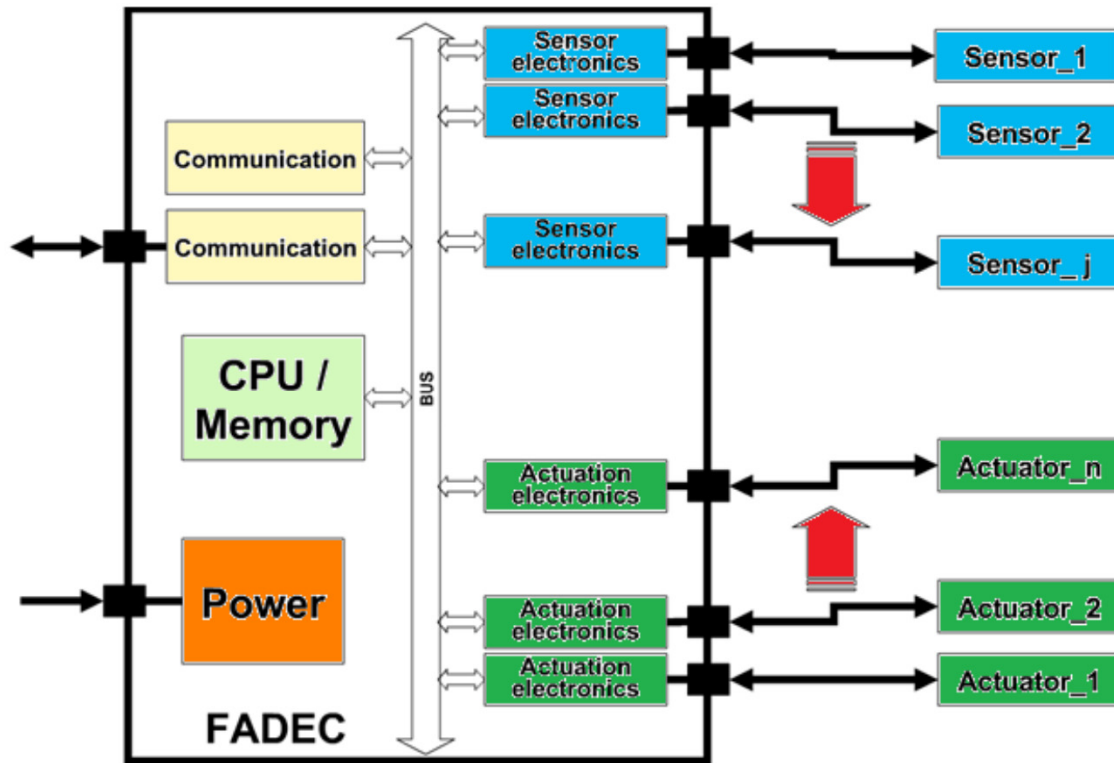 Sensor
electronics
Sensor_1
Sensor
electronics
Sensor_2
Communication
Communication
Sensor
electronics
Sensor_ j
CPU /
Memory
BUS
Actuation
electronics
Actuator_n
Power
Actuation
electronics
Actuator_2
Actuation
electronics
Actuator_1
FADEC